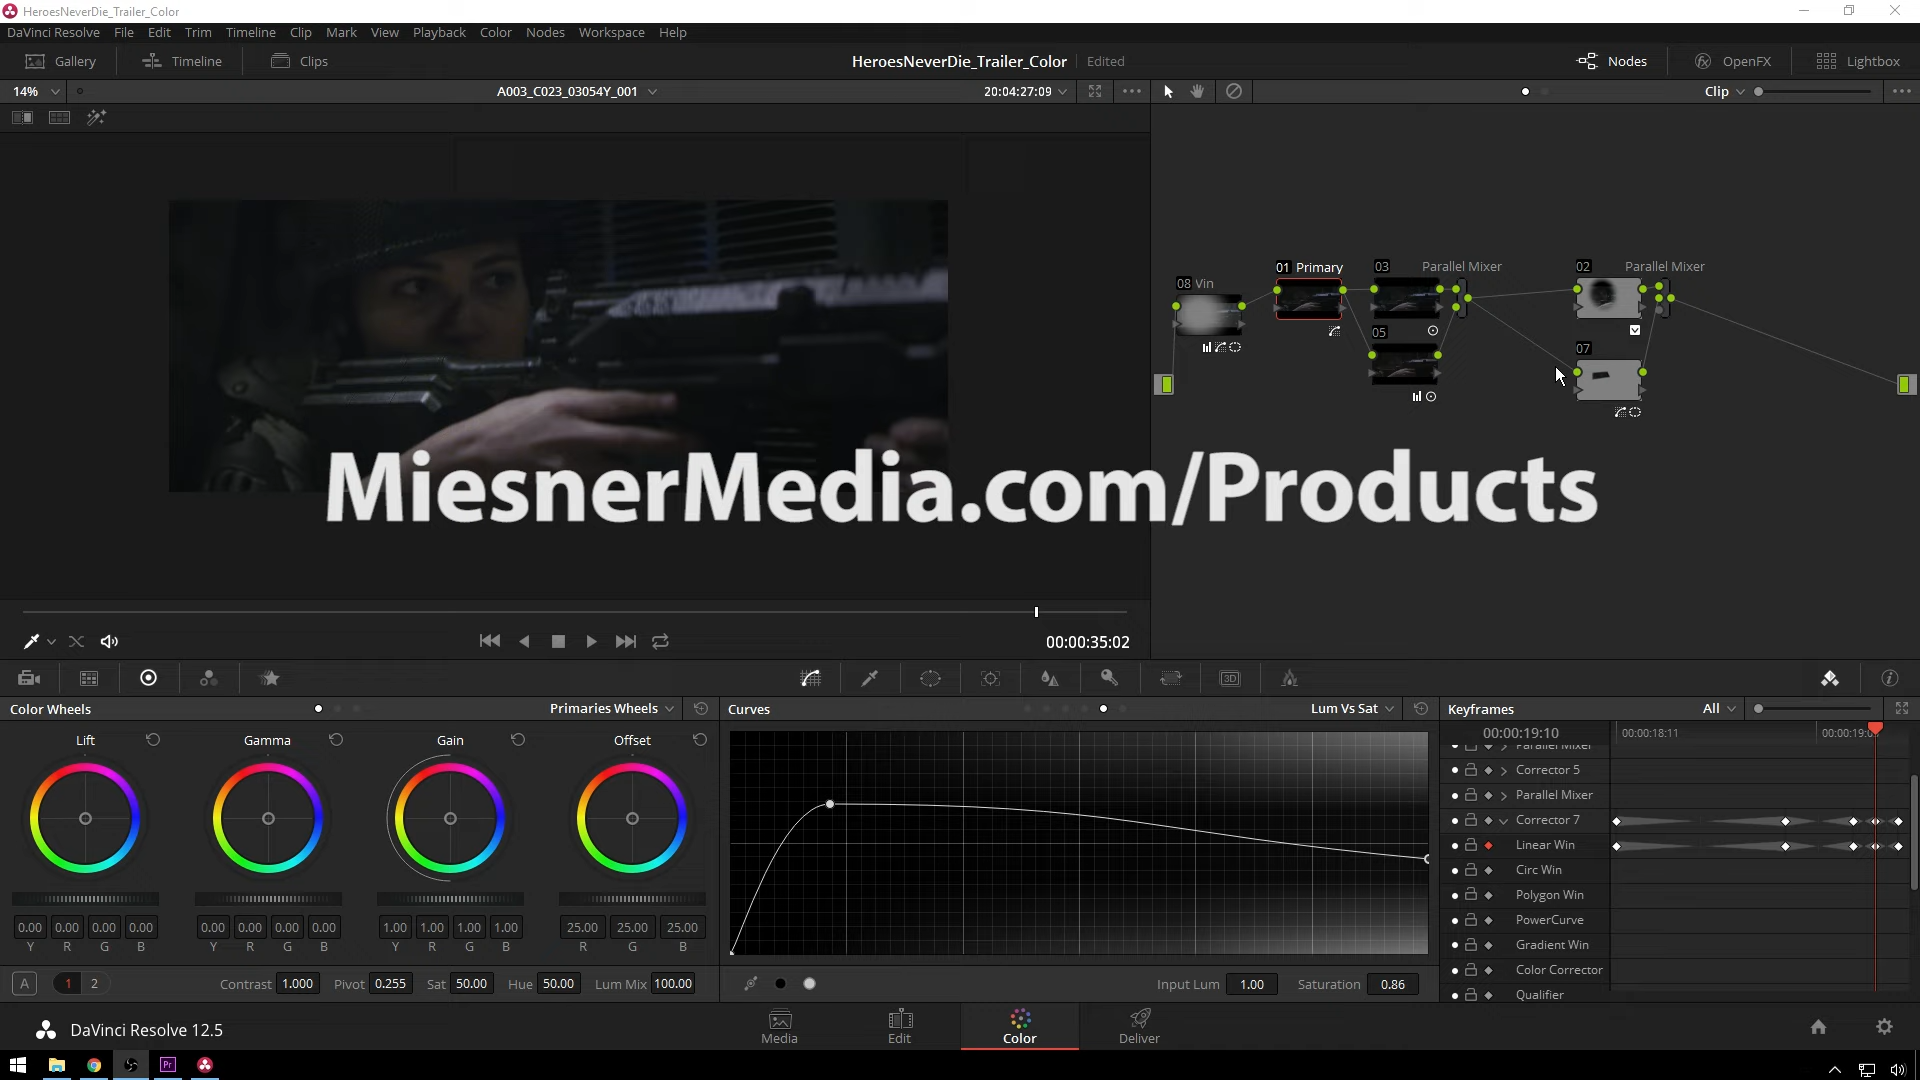 HeroesNeverDie_Trailer_Color
DaVinci Resolve File Edit Trim Timeline Clip Mark View Playback Color Nodes Workspace Help
Gallery Timeline Clips HeroesNeverDie_Trailer_Color Edited Nodes OpenFX Lightbox
14% A003_C023_03054Y_001 20:04:27:09 Clip
01 Primary 03 Parallel Mixer 02 Parallel Mixer
08 Vin
05
07
MiesnerMedia.com/Products
00:00:35:02
3D
Color Wheels Primaries Wheels Curves Lum Vs Sat Keyframes All
Lift Gamma Gain Offset
00:00:19:10 00:00:18:11 00:00:19:0
Parallel Mixer
Corrector 5
Parallel Mixer
Corrector 7
Linear Win
Circ Win
Polygon Win
PowerCurve
Gradient Win
Color Corrector
Qualifier
0.00 0.00 0.00 0.00 0.00 0.00 0.00 0.00 1.00 1.00 1.00 1.00 25.00 25.00 25.00
Y R G B Y R G B Y R G B R G B
A 1 2 Contrast 1.000 Pivot 0.255 Sat 50.00 Hue 50.00 Lum Mix 100.00 Input Lum 1.00 Saturation 0.86
DaVinci Resolve 12.5 Media Edit Color Deliver
Pr